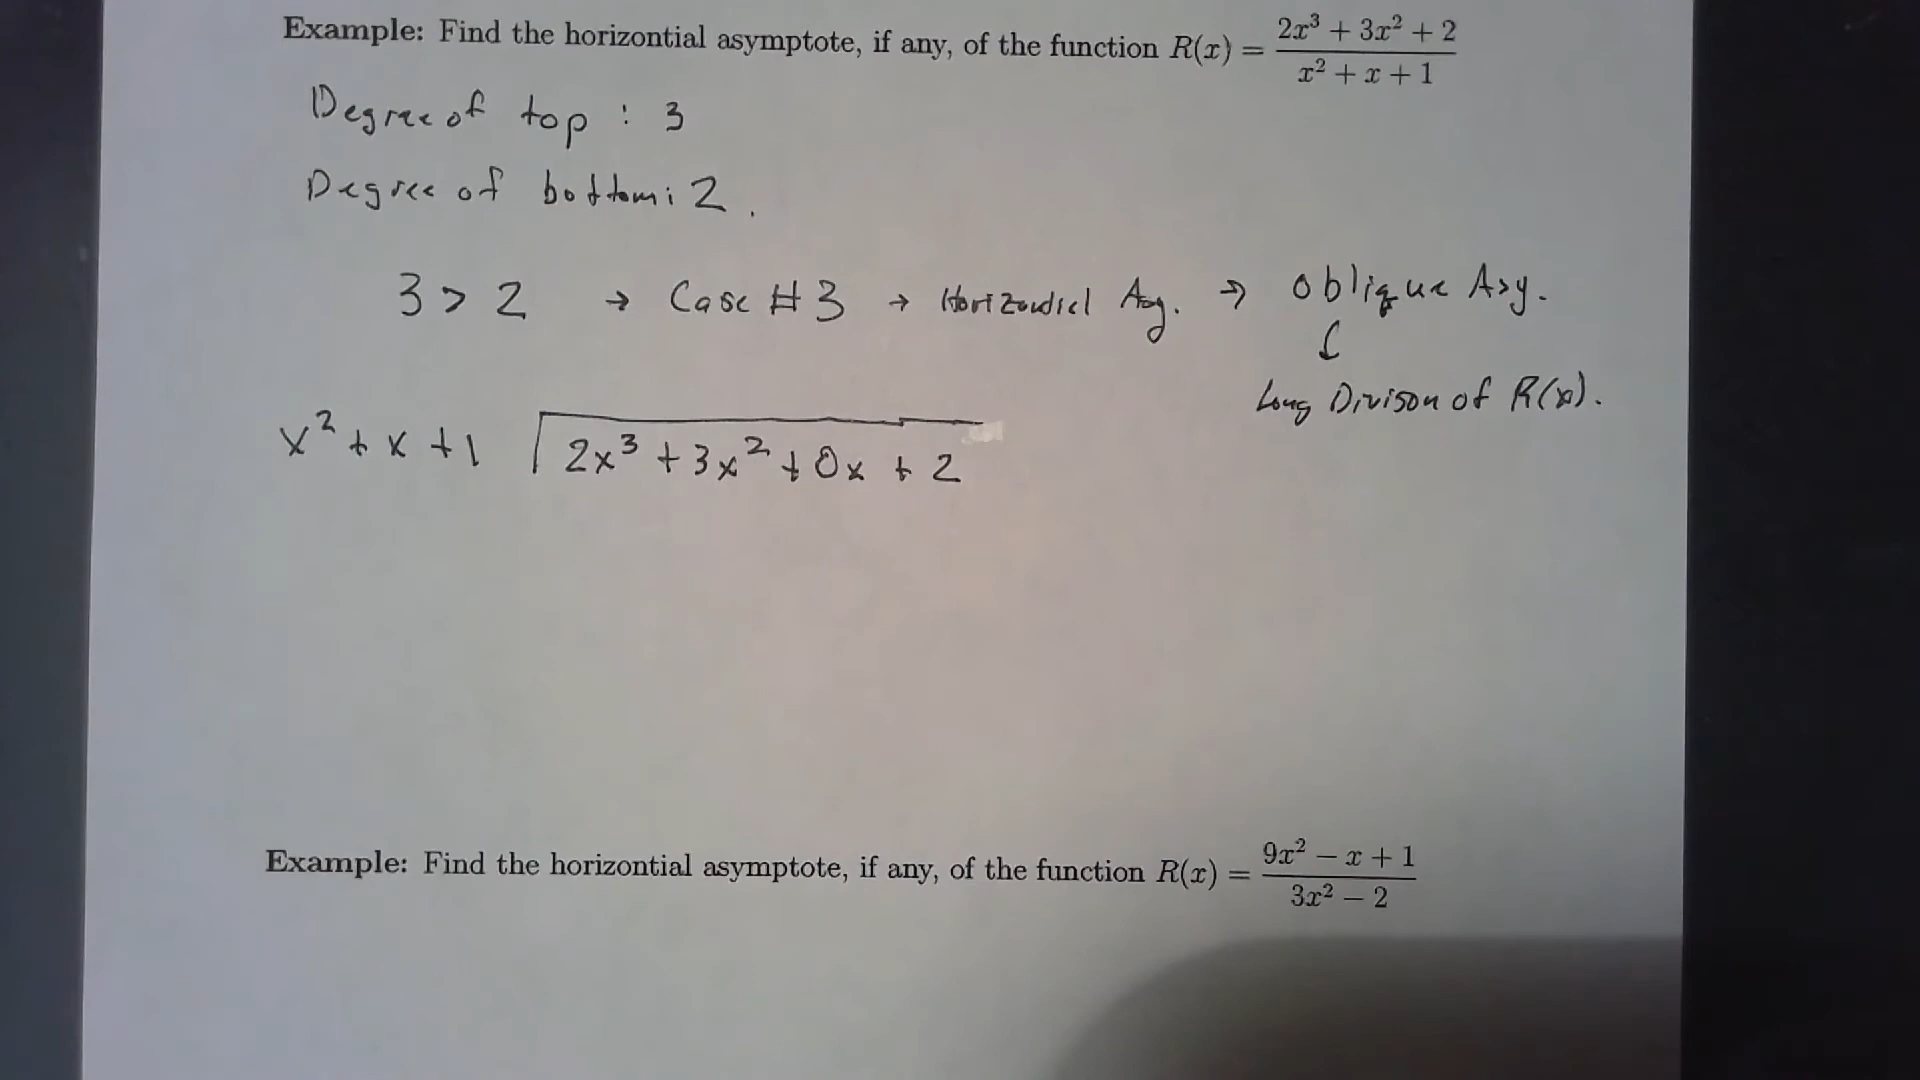 Example: Find the horizontial asymptote, if any, of the function R(x) = (2x³ + 3x² + 2)/(x² + x + 1)
Degree of top : 3
Degree of bottom: 2.
3 > 2 → Case # 3 → Horizontial Asy. → Oblique Asy.
↓
Long Divison of R(x).
x² + x + 1 ⟌ 2x³ + 3x² + 0x + 2
Example: Find the horizontial asymptote, if any, of the function R(x) = (9x² − x + 1)/(3x² − 2)